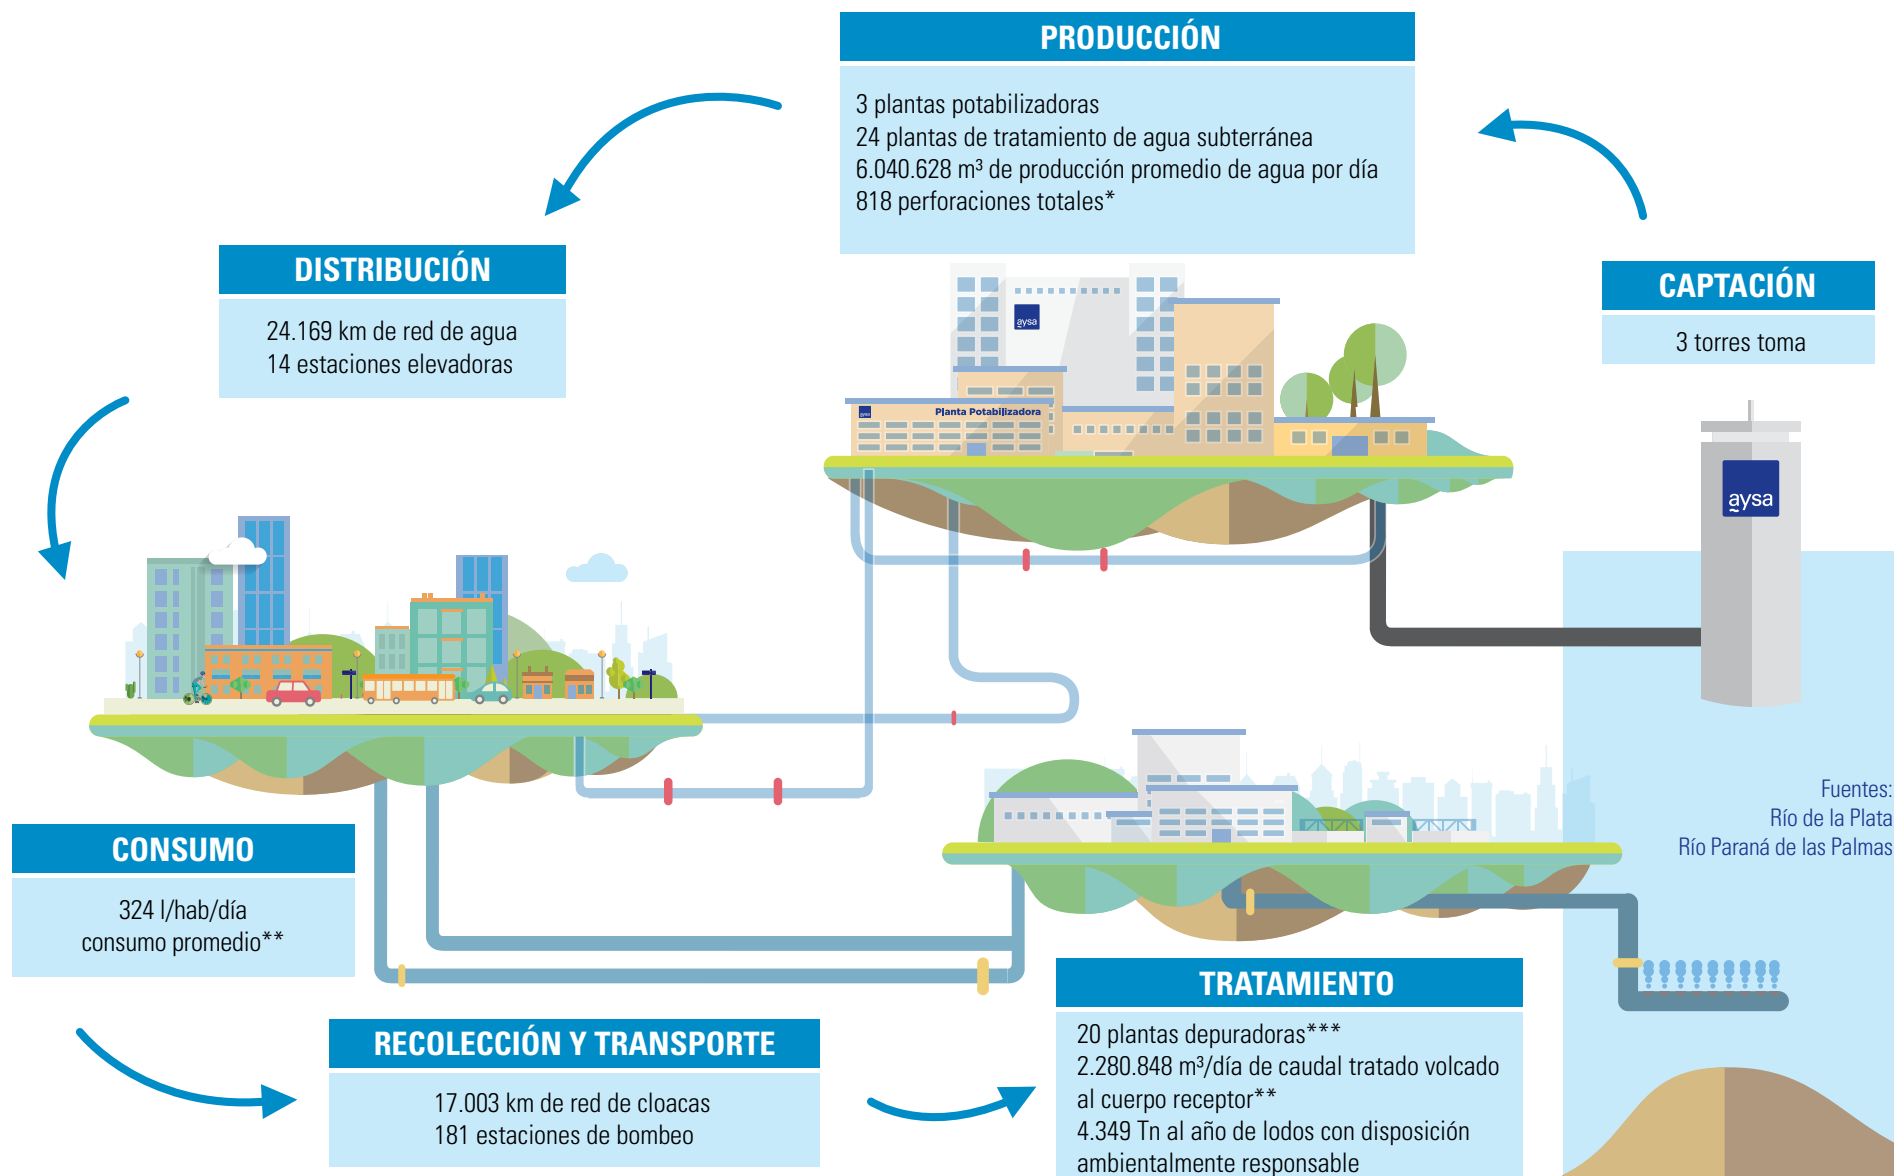 PRODUCCIÓN
3 plantas potabilizadoras
24 plantas de tratamiento de agua subterránea
6.040.628 m³ de producción promedio de agua por día
818 perforaciones totales*
DISTRIBUCIÓN
24.169 km de red de agua
14 estaciones elevadoras
CAPTACIÓN
3 torres toma
aysa
aysa
Planta Potabilizadora
aysa
Fuentes:
Río de la Plata
Río Paraná de las Palmas
CONSUMO
324 l/hab/día
consumo promedio**
RECOLECCIÓN Y TRANSPORTE
17.003 km de red de cloacas
181 estaciones de bombeo
TRATAMIENTO
20 plantas depuradoras***
2.280.848 m³/día de caudal tratado volcado
al cuerpo receptor**
4.349 Tn al año de lodos con disposición
ambientalmente responsable